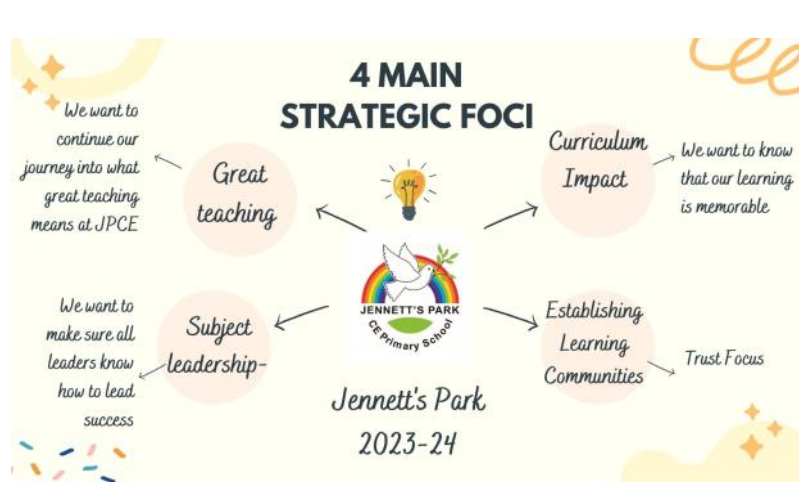 4 MAIN
STRATEGIC FOCI
We want to
continue our
journey into what
great teaching
means at JPCE
Great
teaching
Curriculum
Impact
We want to know
that our learning
is memorable
We want to
make sure all
leaders know
how to lead
success
Subject
leadership-
JENNETT'S PARK
CE Primary School
Establishing
Learning
Communities
Trust Focus
Jennett's Park
2023-24